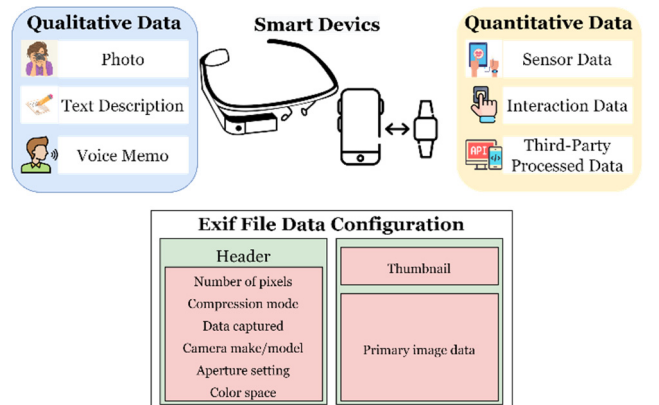 Qualitative Data
Photo
Text Description
Voice Memo
Smart Devics
Quantitative Data
Sensor Data
Interaction Data
API
Third-Party
Processed Data
Exif File Data Configuration
Header
Number of pixels
Compression mode
Data captured
Camera make/model
Aperture setting
Color space
Thumbnail
Primary image data